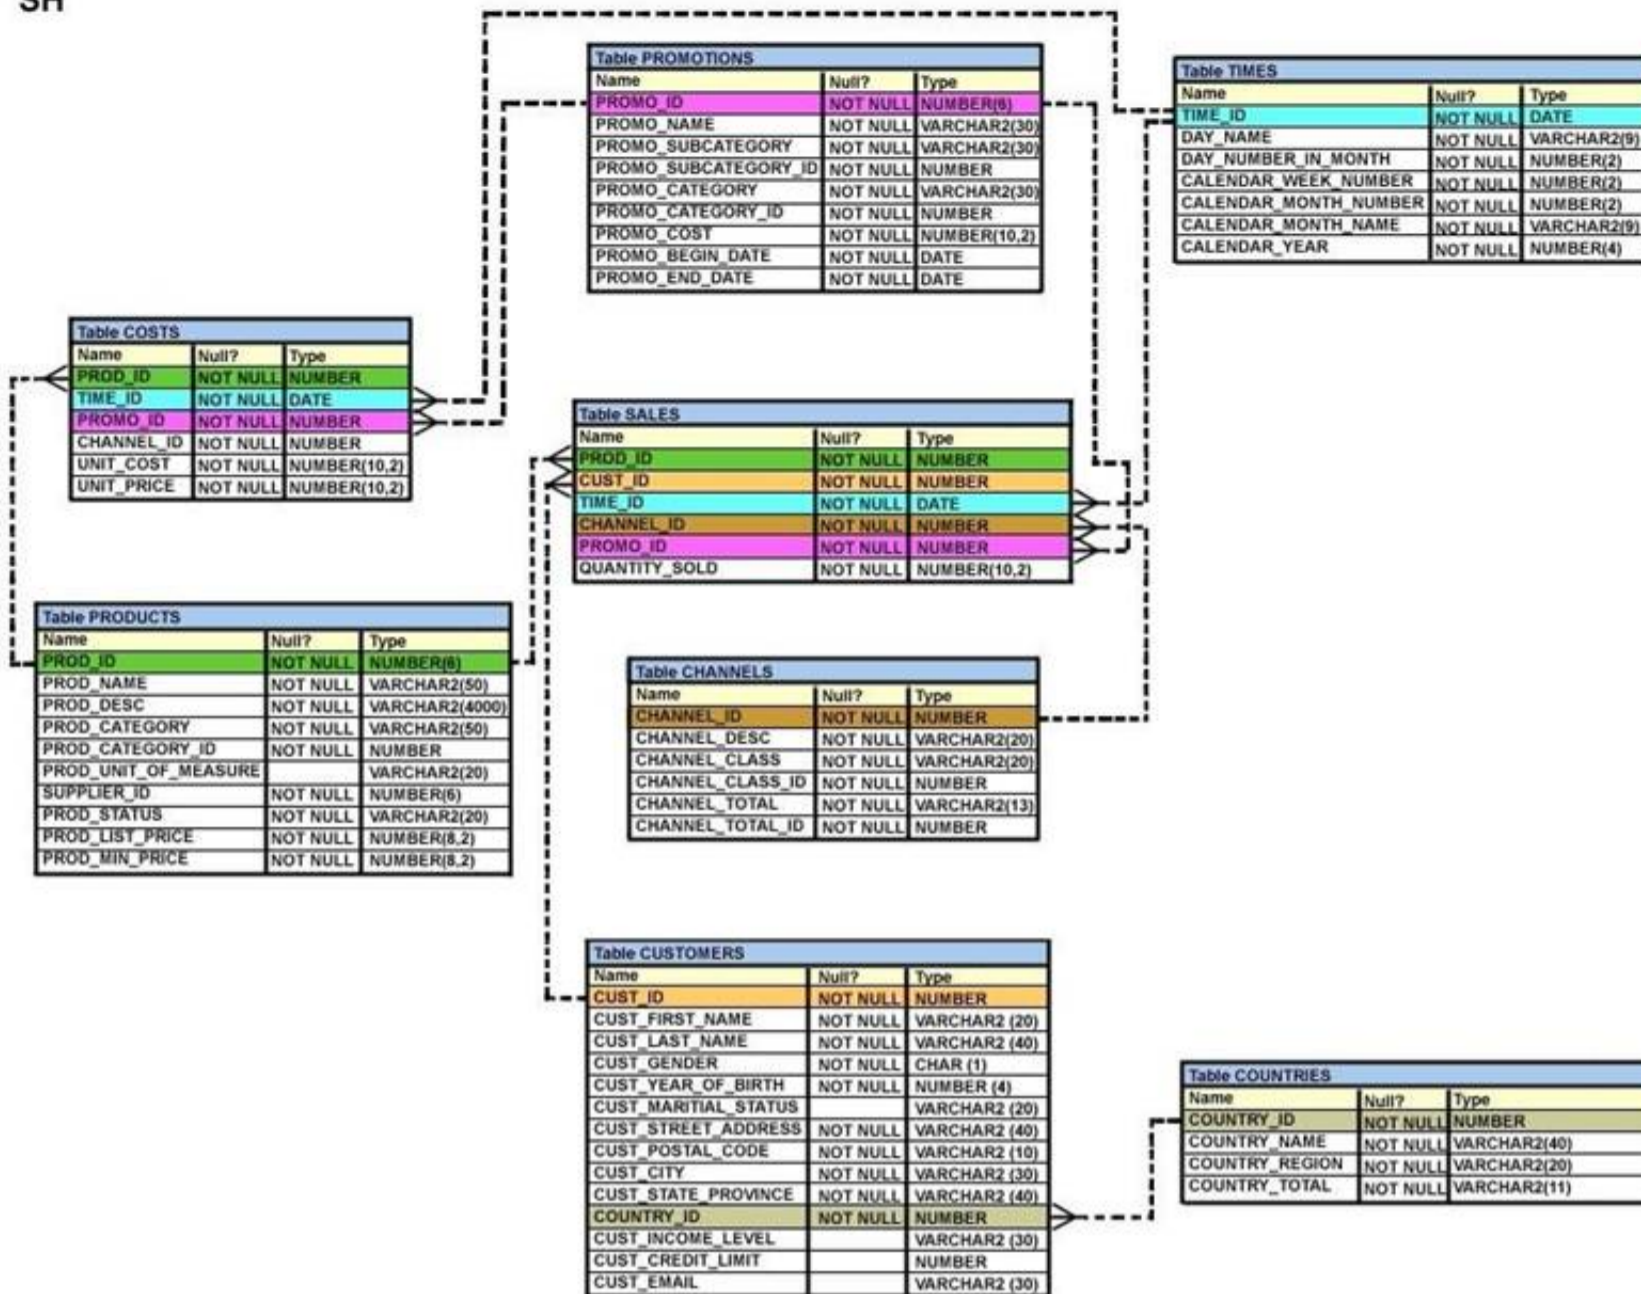 SH
Table PROMOTIONS
Name Null? Type
PROMO_ID NOT NULL NUMBER(6)
PROMO_NAME NOT NULL VARCHAR2(30)
PROMO_SUBCATEGORY NOT NULL VARCHAR2(30)
PROMO_SUBCATEGORY_ID NOT NULL NUMBER
PROMO_CATEGORY NOT NULL VARCHAR2(30)
PROMO_CATEGORY_ID NOT NULL NUMBER
PROMO_COST NOT NULL NUMBER(10,2)
PROMO_BEGIN_DATE NOT NULL DATE
PROMO_END_DATE NOT NULL DATE
Table TIMES
Name Null? Type
TIME_ID NOT NULL DATE
DAY_NAME NOT NULL VARCHAR2(9)
DAY_NUMBER_IN_MONTH NOT NULL NUMBER(2)
CALENDAR_WEEK_NUMBER NOT NULL NUMBER(2)
CALENDAR_MONTH_NUMBER NOT NULL NUMBER(2)
CALENDAR_MONTH_NAME NOT NULL VARCHAR2(9)
CALENDAR_YEAR NOT NULL NUMBER(4)
Table COSTS
Name Null? Type
PROD_ID NOT NULL NUMBER
TIME_ID NOT NULL DATE
PROMO_ID NOT NULL NUMBER
CHANNEL_ID NOT NULL NUMBER
UNIT_COST NOT NULL NUMBER(10,2)
UNIT_PRICE NOT NULL NUMBER(10,2)
Table SALES
Name Null? Type
PROD_ID NOT NULL NUMBER
CUST_ID NOT NULL NUMBER
TIME_ID NOT NULL DATE
CHANNEL_ID NOT NULL NUMBER
PROMO_ID NOT NULL NUMBER
QUANTITY_SOLD NOT NULL NUMBER(10,2)
Table PRODUCTS
Name Null? Type
PROD_ID NOT NULL NUMBER(6)
PROD_NAME NOT NULL VARCHAR2(50)
PROD_DESC NOT NULL VARCHAR2(4000)
PROD_CATEGORY NOT NULL VARCHAR2(50)
PROD_CATEGORY_ID NOT NULL NUMBER
PROD_UNIT_OF_MEASURE VARCHAR2(20)
SUPPLIER_ID NOT NULL NUMBER(6)
PROD_STATUS NOT NULL VARCHAR2(20)
PROD_LIST_PRICE NOT NULL NUMBER(8,2)
PROD_MIN_PRICE NOT NULL NUMBER(8,2)
Table CHANNELS
Name Null? Type
CHANNEL_ID NOT NULL NUMBER
CHANNEL_DESC NOT NULL VARCHAR2(20)
CHANNEL_CLASS NOT NULL VARCHAR2(20)
CHANNEL_CLASS_ID NOT NULL NUMBER
CHANNEL_TOTAL NOT NULL VARCHAR2(13)
CHANNEL_TOTAL_ID NOT NULL NUMBER
Table CUSTOMERS
Name Null? Type
CUST_ID NOT NULL NUMBER
CUST_FIRST_NAME NOT NULL VARCHAR2 (20)
CUST_LAST_NAME NOT NULL VARCHAR2 (40)
CUST_GENDER NOT NULL CHAR (1)
CUST_YEAR_OF_BIRTH NOT NULL NUMBER (4)
CUST_MARITIAL_STATUS VARCHAR2 (20)
CUST_STREET_ADDRESS NOT NULL VARCHAR2 (40)
CUST_POSTAL_CODE NOT NULL VARCHAR2 (10)
CUST_CITY NOT NULL VARCHAR2 (30)
CUST_STATE_PROVINCE NOT NULL VARCHAR2 (40)
COUNTRY_ID NOT NULL NUMBER
CUST_INCOME_LEVEL VARCHAR2 (30)
CUST_CREDIT_LIMIT NUMBER
CUST_EMAIL VARCHAR2 (30)
Table COUNTRIES
Name Null? Type
COUNTRY_ID NOT NULL NUMBER
COUNTRY_NAME NOT NULL VARCHAR2(40)
COUNTRY_REGION NOT NULL VARCHAR2(20)
COUNTRY_TOTAL NOT NULL VARCHAR2(11)